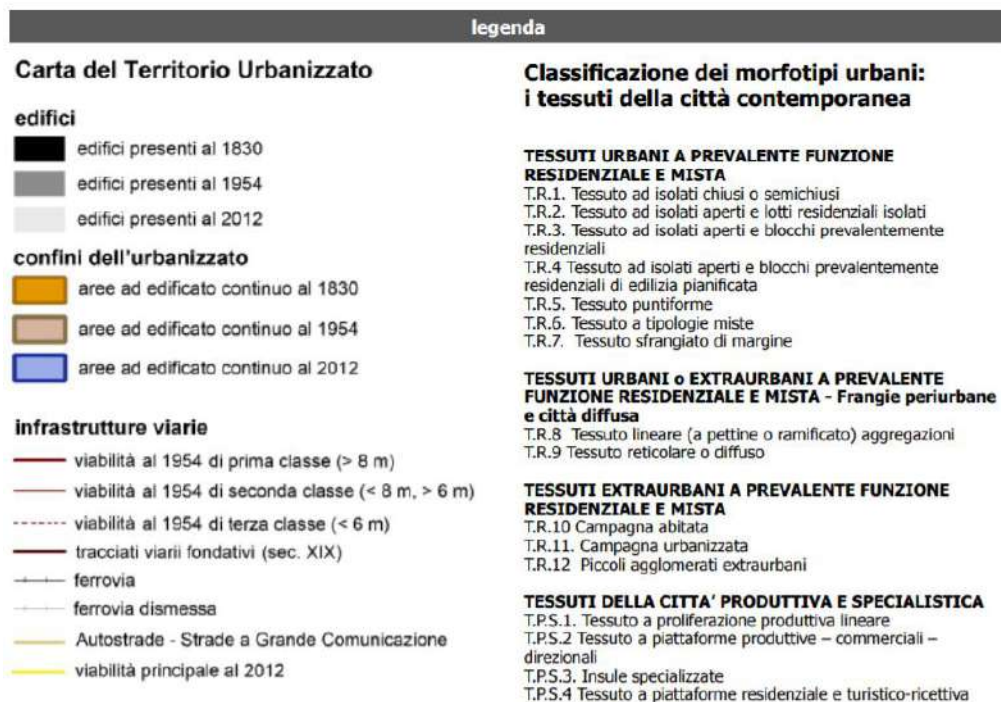 legenda
Carta del Territorio Urbanizzato
edifici
edifici presenti al 1830
edifici presenti al 1954
edifici presenti al 2012
confini dell'urbanizzato
aree ad edificato continuo al 1830
aree ad edificato continuo al 1954
aree ad edificato continuo al 2012
infrastrutture viarie
viabilità al 1954 di prima classe (> 8 m)
viabilità al 1954 di seconda classe (< 8 m, > 6 m)
viabilità al 1954 di terza classe (< 6 m)
tracciati viarii fondativi (sec. XIX)
ferrovia
ferrovia dismessa
Autostrade - Strade a Grande Comunicazione
viabilità principale al 2012
Classificazione dei morfotipi urbani:
i tessuti della città contemporanea
TESSUTI URBANI A PREVALENTE FUNZIONE
RESIDENZIALE E MISTA
T.R.1. Tessuto ad isolati chiusi o semichiusi
T.R.2. Tessuto ad isolati aperti e lotti residenziali isolati
T.R.3. Tessuto ad isolati aperti e blocchi prevalentemente
residenziali
T.R.4 Tessuto ad isolati aperti e blocchi prevalentemente
residenziali di edilizia pianificata
T.R.5. Tessuto puntiforme
T.R.6. Tessuto a tipologie miste
T.R.7. Tessuto sfrangiato di margine
TESSUTI URBANI o EXTRAURBANI A PREVALENTE
FUNZIONE RESIDENZIALE E MISTA - Frangie periurbane
e città diffusa
T.R.8 Tessuto lineare (a pettine o ramificato) aggregazioni
T.R.9 Tessuto reticolare o diffuso
TESSUTI EXTRAURBANI A PREVALENTE FUNZIONE
RESIDENZIALE E MISTA
T.R.10 Campagna abitata
T.R.11. Campagna urbanizzata
T.R.12 Piccoli agglomerati extraurbani
TESSUTI DELLA CITTA' PRODUTTIVA E SPECIALISTICA
T.P.S.1. Tessuto a proliferazione produttiva lineare
T.P.S.2 Tessuto a piattaforme produttive – commerciali –
direzionali
T.P.S.3. Insule specializzate
T.P.S.4 Tessuto a piattaforme residenziale e turistico-ricettiva